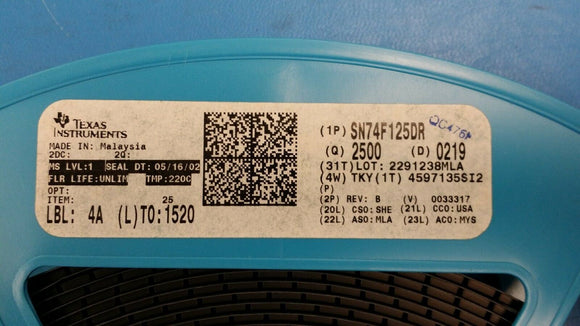 TEXAS
INSTRUMENTS
MADE IN: Malaysia
2DC: 2Q:
MS LVL:1 SEAL DT: 05/16/02
FLR LIFE:UNLIM TMP:220C
OPT:
ITEM: 25
LBL: 4A (L)TO:1520
QC476A
(1P) SN74F125DR
(Q) 2500 (D) 0219
(31T)LOT: 2291238MLA
(4W) TKY(1T) 4597135SI2
(P)
(2P) REV: B (V) 0033317
(20L) CSO:SHE (21L) CCO:USA
(22L) ASO:MLA (23L) ACO:MYS